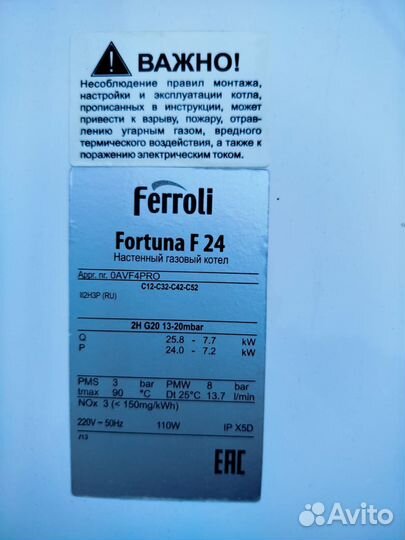 ВАЖНО!
Несоблюдение правил монтажа,
настройки и эксплуатации котла,
прописанных в инструкции, может
привести к взрыву, пожару, отрав-
лению угарным газом, вредного
термического воздействия, а также к
поражению электрическим током.
Ferroli
Fortuna F 24
Настенный газовый котел
Appr. nr. 0AVF4PRO
C12-C32-C42-C52
II2H3P (RU)
2H G20 13-20mbar
Q 25.8 - 7.7 kW
P 24.0 - 7.2 kW
PMS 3 bar PMW 8 bar
tmax 90 °C Dt 25°C 13.7 l/min
NOx 3 (< 150mg/kWh)
220V ~ 50Hz 110W IP X5D
ЕАС
Avito